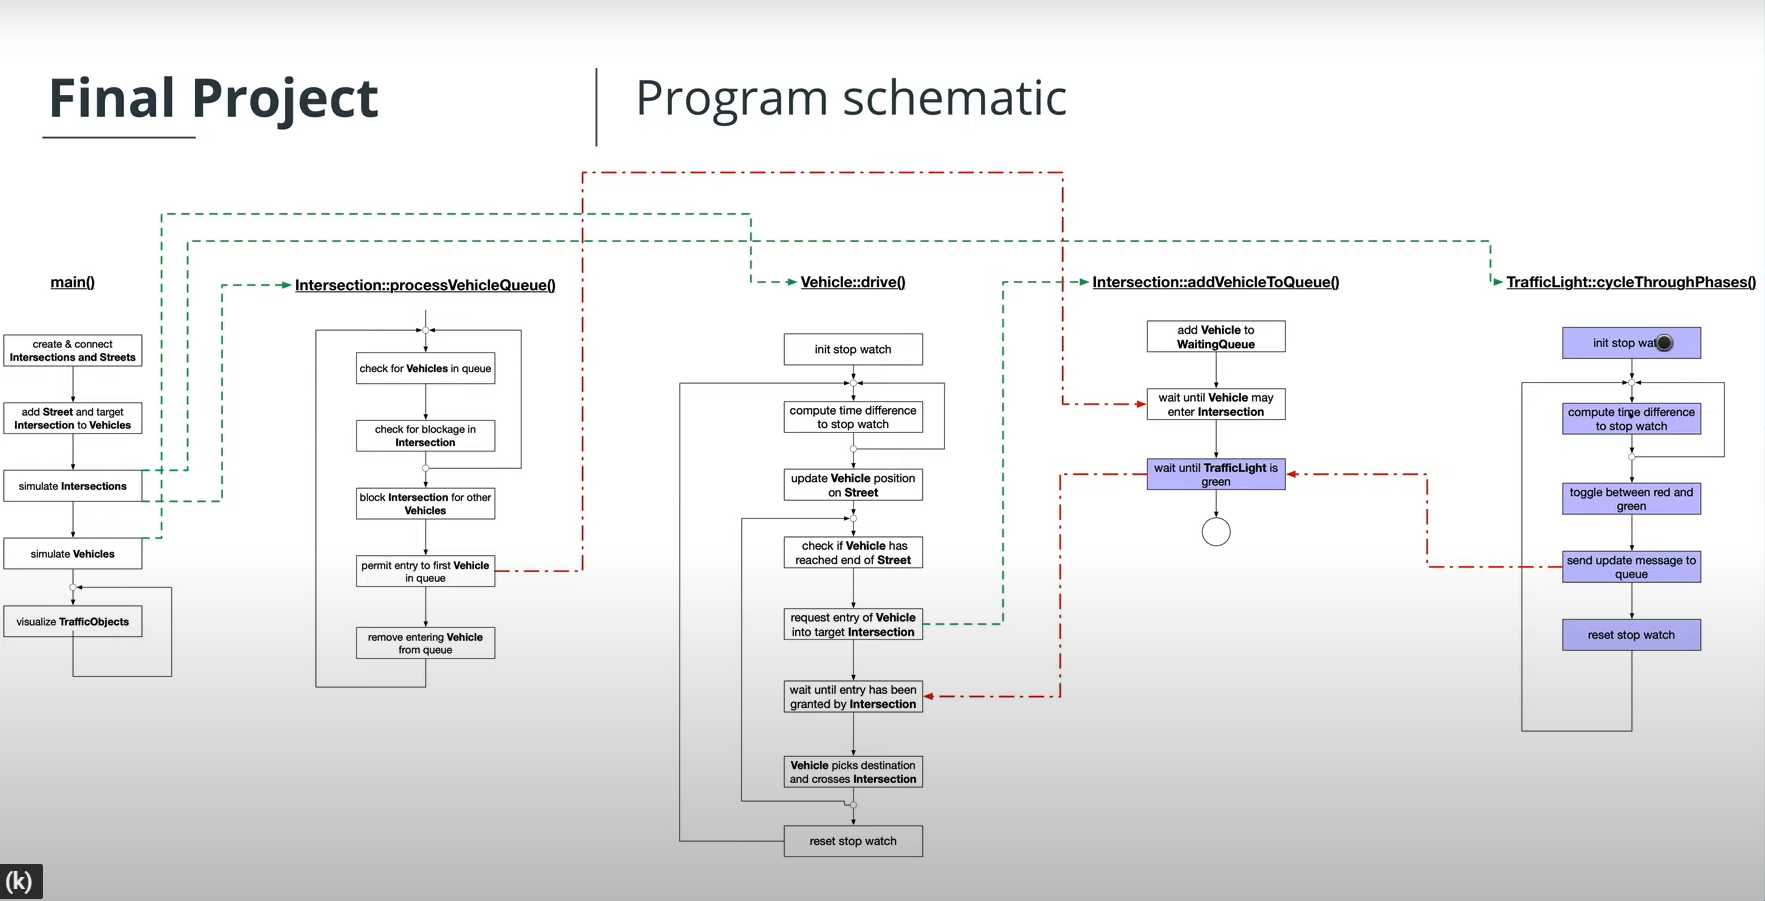 Final Project
Program schematic
main()
create & connect
Intersections and Streets
add Street and target
Intersection to Vehicles
simulate Intersections
simulate Vehicles
visualize TrafficObjects
Intersection::processVehicleQueue()
check for Vehicles in queue
check for blockage in
Intersection
block Intersection for other
Vehicles
permit entry to first Vehicle
in queue
remove entering Vehicle
from queue
Vehicle::drive()
init stop watch
compute time difference
to stop watch
update Vehicle position
on Street
check if Vehicle has
reached end of Street
request entry of Vehicle
into target Intersection
wait until entry has been
granted by Intersection
Vehicle picks destination
and crosses Intersection
reset stop watch
Intersection::addVehicleToQueue()
add Vehicle to
WaitingQueue
wait until Vehicle may
enter Intersection
wait until TrafficLight is
green
TrafficLight::cycleThroughPhases()
init stop
compute time difference
to stop watch
toggle between red and
green
send update message to
queue
reset stop watch
(k)